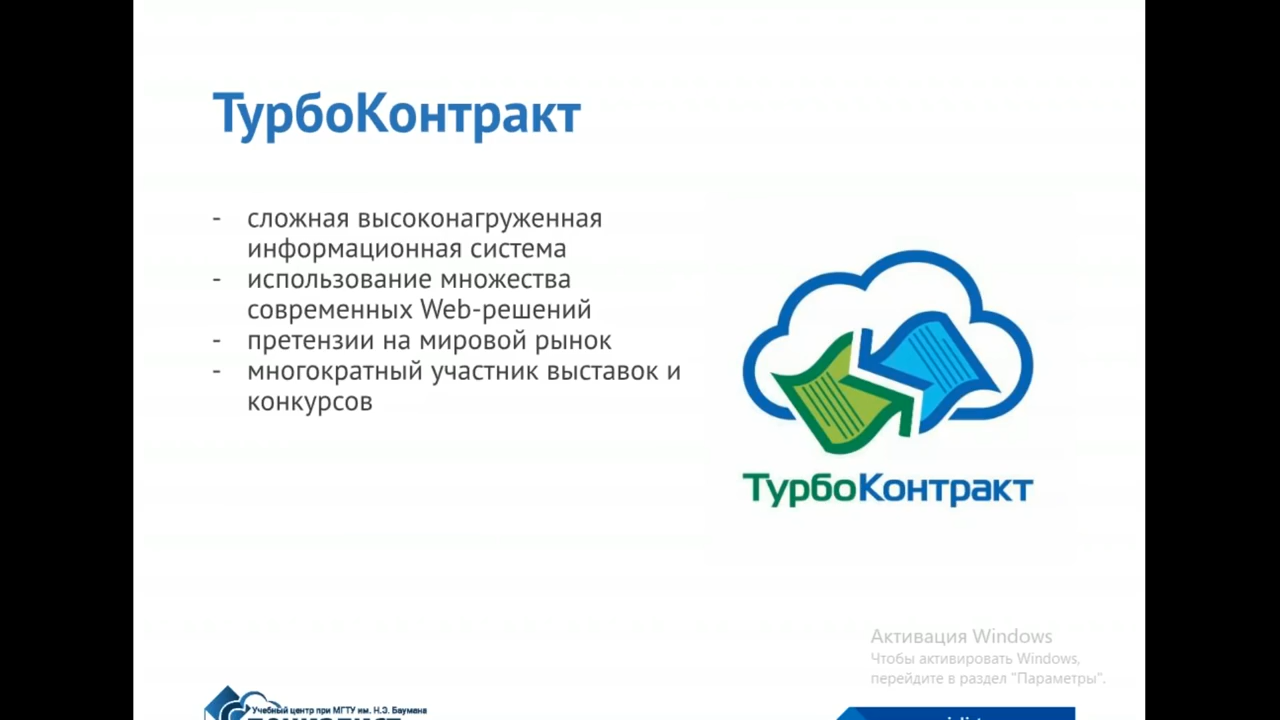 ТурбоКонтракт
- сложная высоконагруженная
информационная система
- использование множества
современных Web-решений
- претензии на мировой рынок
- многократный участник выставок и
конкурсов
ТурбоКонтракт
Активация Windows
Чтобы активировать Windows,
перейдите в раздел "Параметры".
Учебный центр при МГТУ им. Н.Э. Баумана